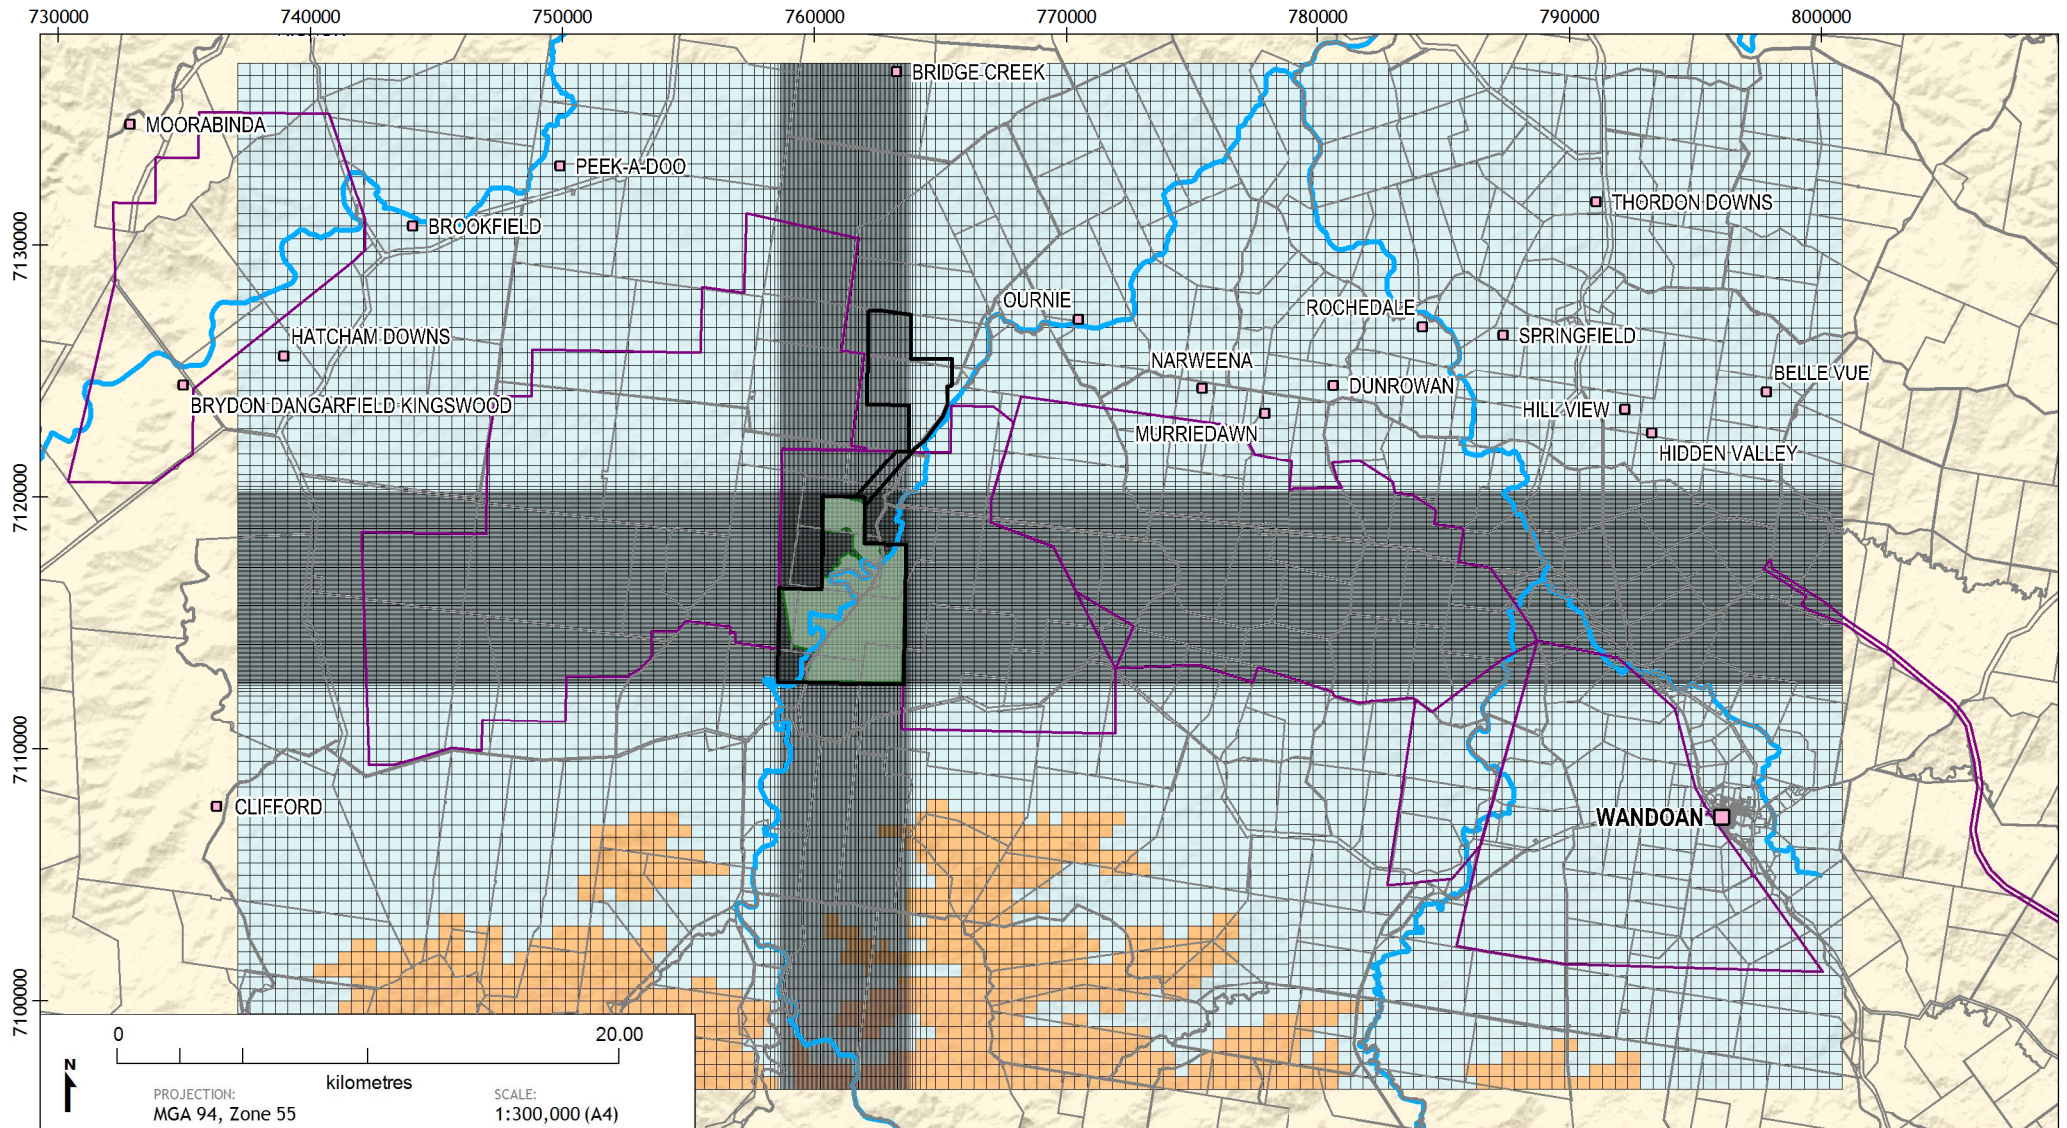 730000 740000 750000 760000 770000 780000 790000 800000
BRIDGE CREEK
MOORABINDA
PEEK-A-DOO
THORDON DOWNS
BROOKFIELD
7130000
OURNIE
ROCHEDALE
SPRINGFIELD
HATCHAM DOWNS
NARWEENA
BELLE VUE
DUNROWAN
BRYDON DANGARFIELD KINGSWOOD
HILL VIEW
MURRIEDAWN
HIDDEN VALLEY
7120000
7110000
CLIFFORD
WANDOAN
7100000
0 20.00
kilometres
N
PROJECTION: SCALE:
MGA 94, Zone 55 1:300,000 (A4)